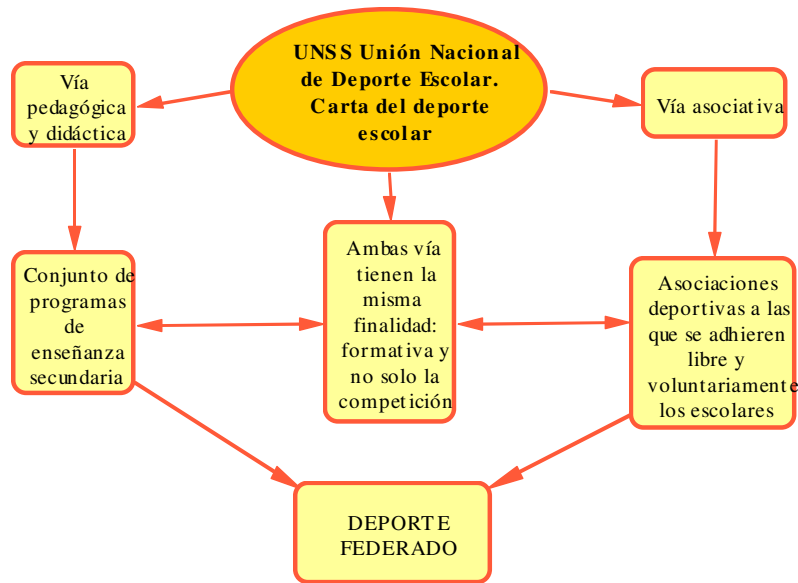 UNSS Unión Nacional
de Deporte Escolar.
Carta del deporte
escolar
Vía
pedagógica
y didáctica
Vía asociativa
Conjunto de
programas
de
enseñanza
secundaria
Ambas vía
tienen la
misma
finalidad:
formativa y
no solo la
competición
Asociaciones
deportivas a las
que se adhieren
libre y
voluntariamente
los escolares
DEPORTE
FEDERADO